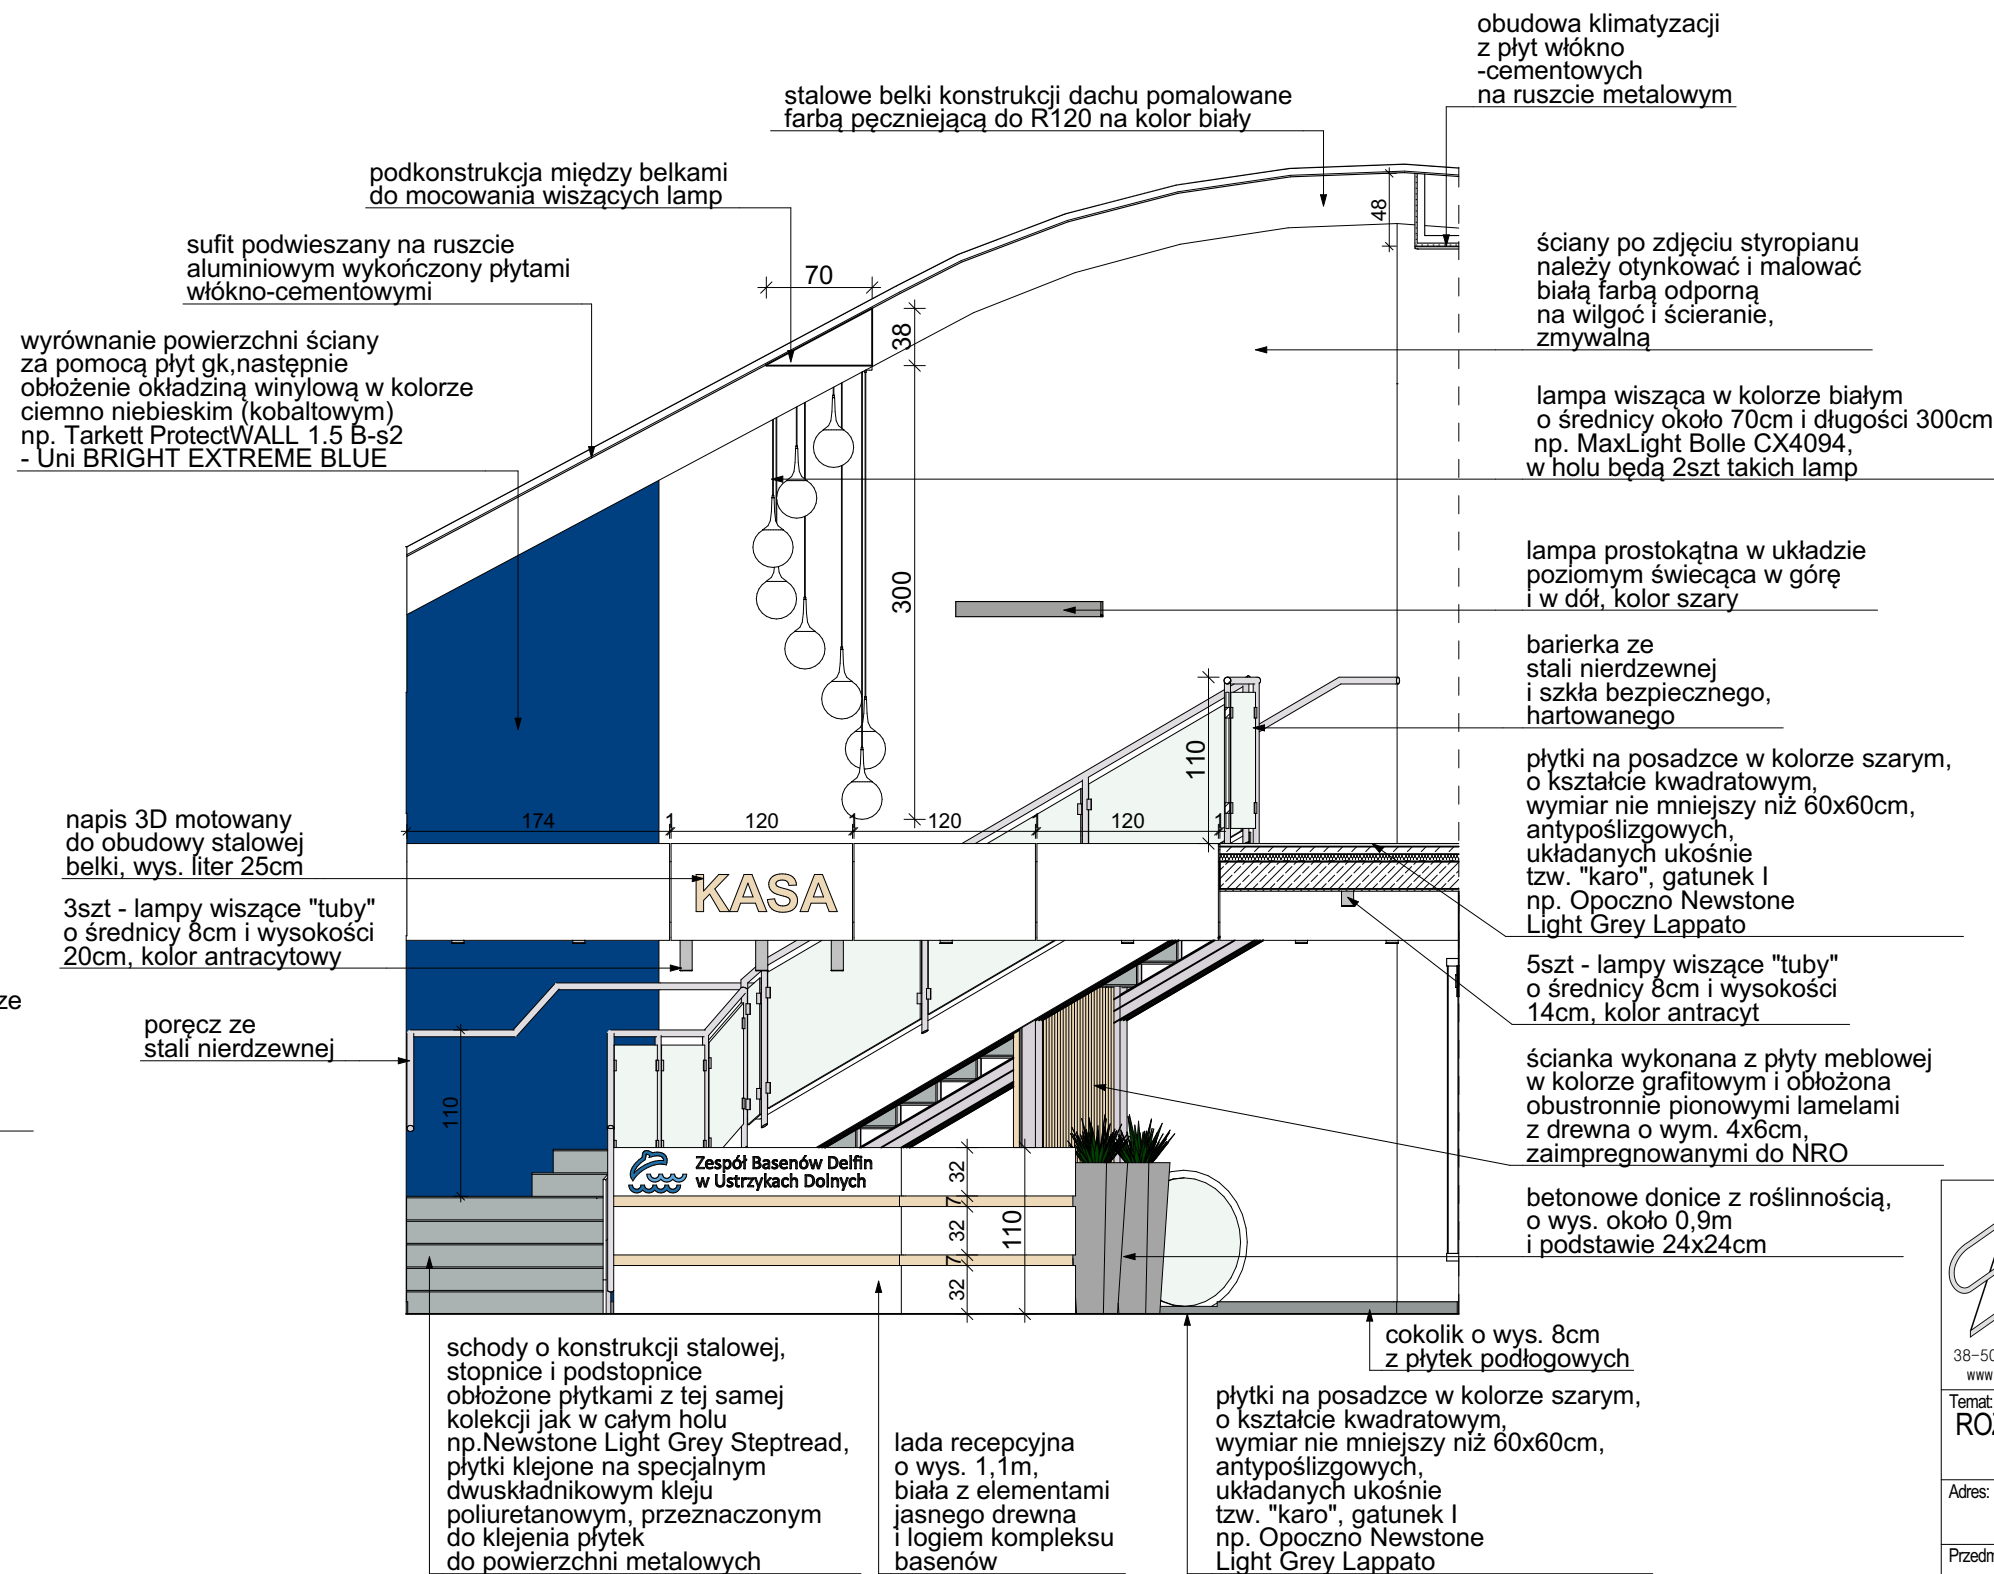 obudowa klimatyzacji
z płyt włókno
-cementowych
na ruszcie metalowym
stalowe belki konstrukcji dachu pomalowane
farbą pęczniejącą do R120 na kolor biały
podkonstrukcja między belkami
do mocowania wiszących lamp
sufit podwieszany na ruszcie
aluminiowym wykończony płytami
włókno-cementowymi
wyrównanie powierzchni ściany
za pomocą płyt gk,następnie
obłożenie okładziną winylową w kolorze
ciemno niebieskim (kobaltowym)
np. Tarkett ProtectWALL 1.5 B-s2
- Uni BRIGHT EXTREME BLUE
70
38
48
300
ściany po zdjęciu styropianu
należy otynkować i malować
białą farbą odporną
na wilgoć i ścieranie,
zmywalną
lampa wisząca w kolorze białym
o średnicy około 70cm i długości 300cm
np. MaxLight Bolle CX4094,
w holu będą 2szt takich lamp
lampa prostokątna w układzie
poziomym świecąca w górę
i w dół, kolor szary
barierka ze
stali nierdzewnej
i szkła bezpiecznego,
hartowanego
110
płytki na posadzce w kolorze szarym,
o kształcie kwadratowym,
wymiar nie mniejszy niż 60x60cm,
antypoślizgowych,
układanych ukośnie
tzw. "karo", gatunek I
np. Opoczno Newstone
Light Grey Lappato
napis 3D motowany
do obudowy stalowej
belki, wys. liter 25cm
174 1 120 1 120 1 120 1
KASA
3szt - lampy wiszące "tuby"
o średnicy 8cm i wysokości
20cm, kolor antracytowy
ze
poręcz ze
stali nierdzewnej
110
5szt - lampy wiszące "tuby"
o średnicy 8cm i wysokości
14cm, kolor antracyt
ścianka wykonana z płyty meblowej
w kolorze grafitowym i obłożona
obustronnie pionowymi lamelami
z drewna o wym. 4x6cm,
zaimpregnowanymi do NRO
Zespół Basenów Delfin
w Ustrzykach Dolnych
32
7
32
7
32
110
betonowe donice z roślinnością,
o wys. około 0,9m
i podstawie 24x24cm
cokolik o wys. 8cm
z płytek podłogowych
schody o konstrukcji stalowej,
stopnice i podstopnice
obłożone płytkami z tej samej
kolekcji jak w całym holu
np.Newstone Light Grey Steptread,
płytki klejone na specjalnym
dwuskładnikowym kleju
poliuretanowym, przeznaczonym
do klejenia płytek
do powierzchni metalowych
lada recepcyjna
o wys. 1,1m,
biała z elementami
jasnego drewna
i logiem kompleksu
basenów
płytki na posadzce w kolorze szarym,
o kształcie kwadratowym,
wymiar nie mniejszy niż 60x60cm,
antypoślizgowych,
układanych ukośnie
tzw. "karo", gatunek I
np. Opoczno Newstone
Light Grey Lappato
38-50
www
Temat:
Adres: